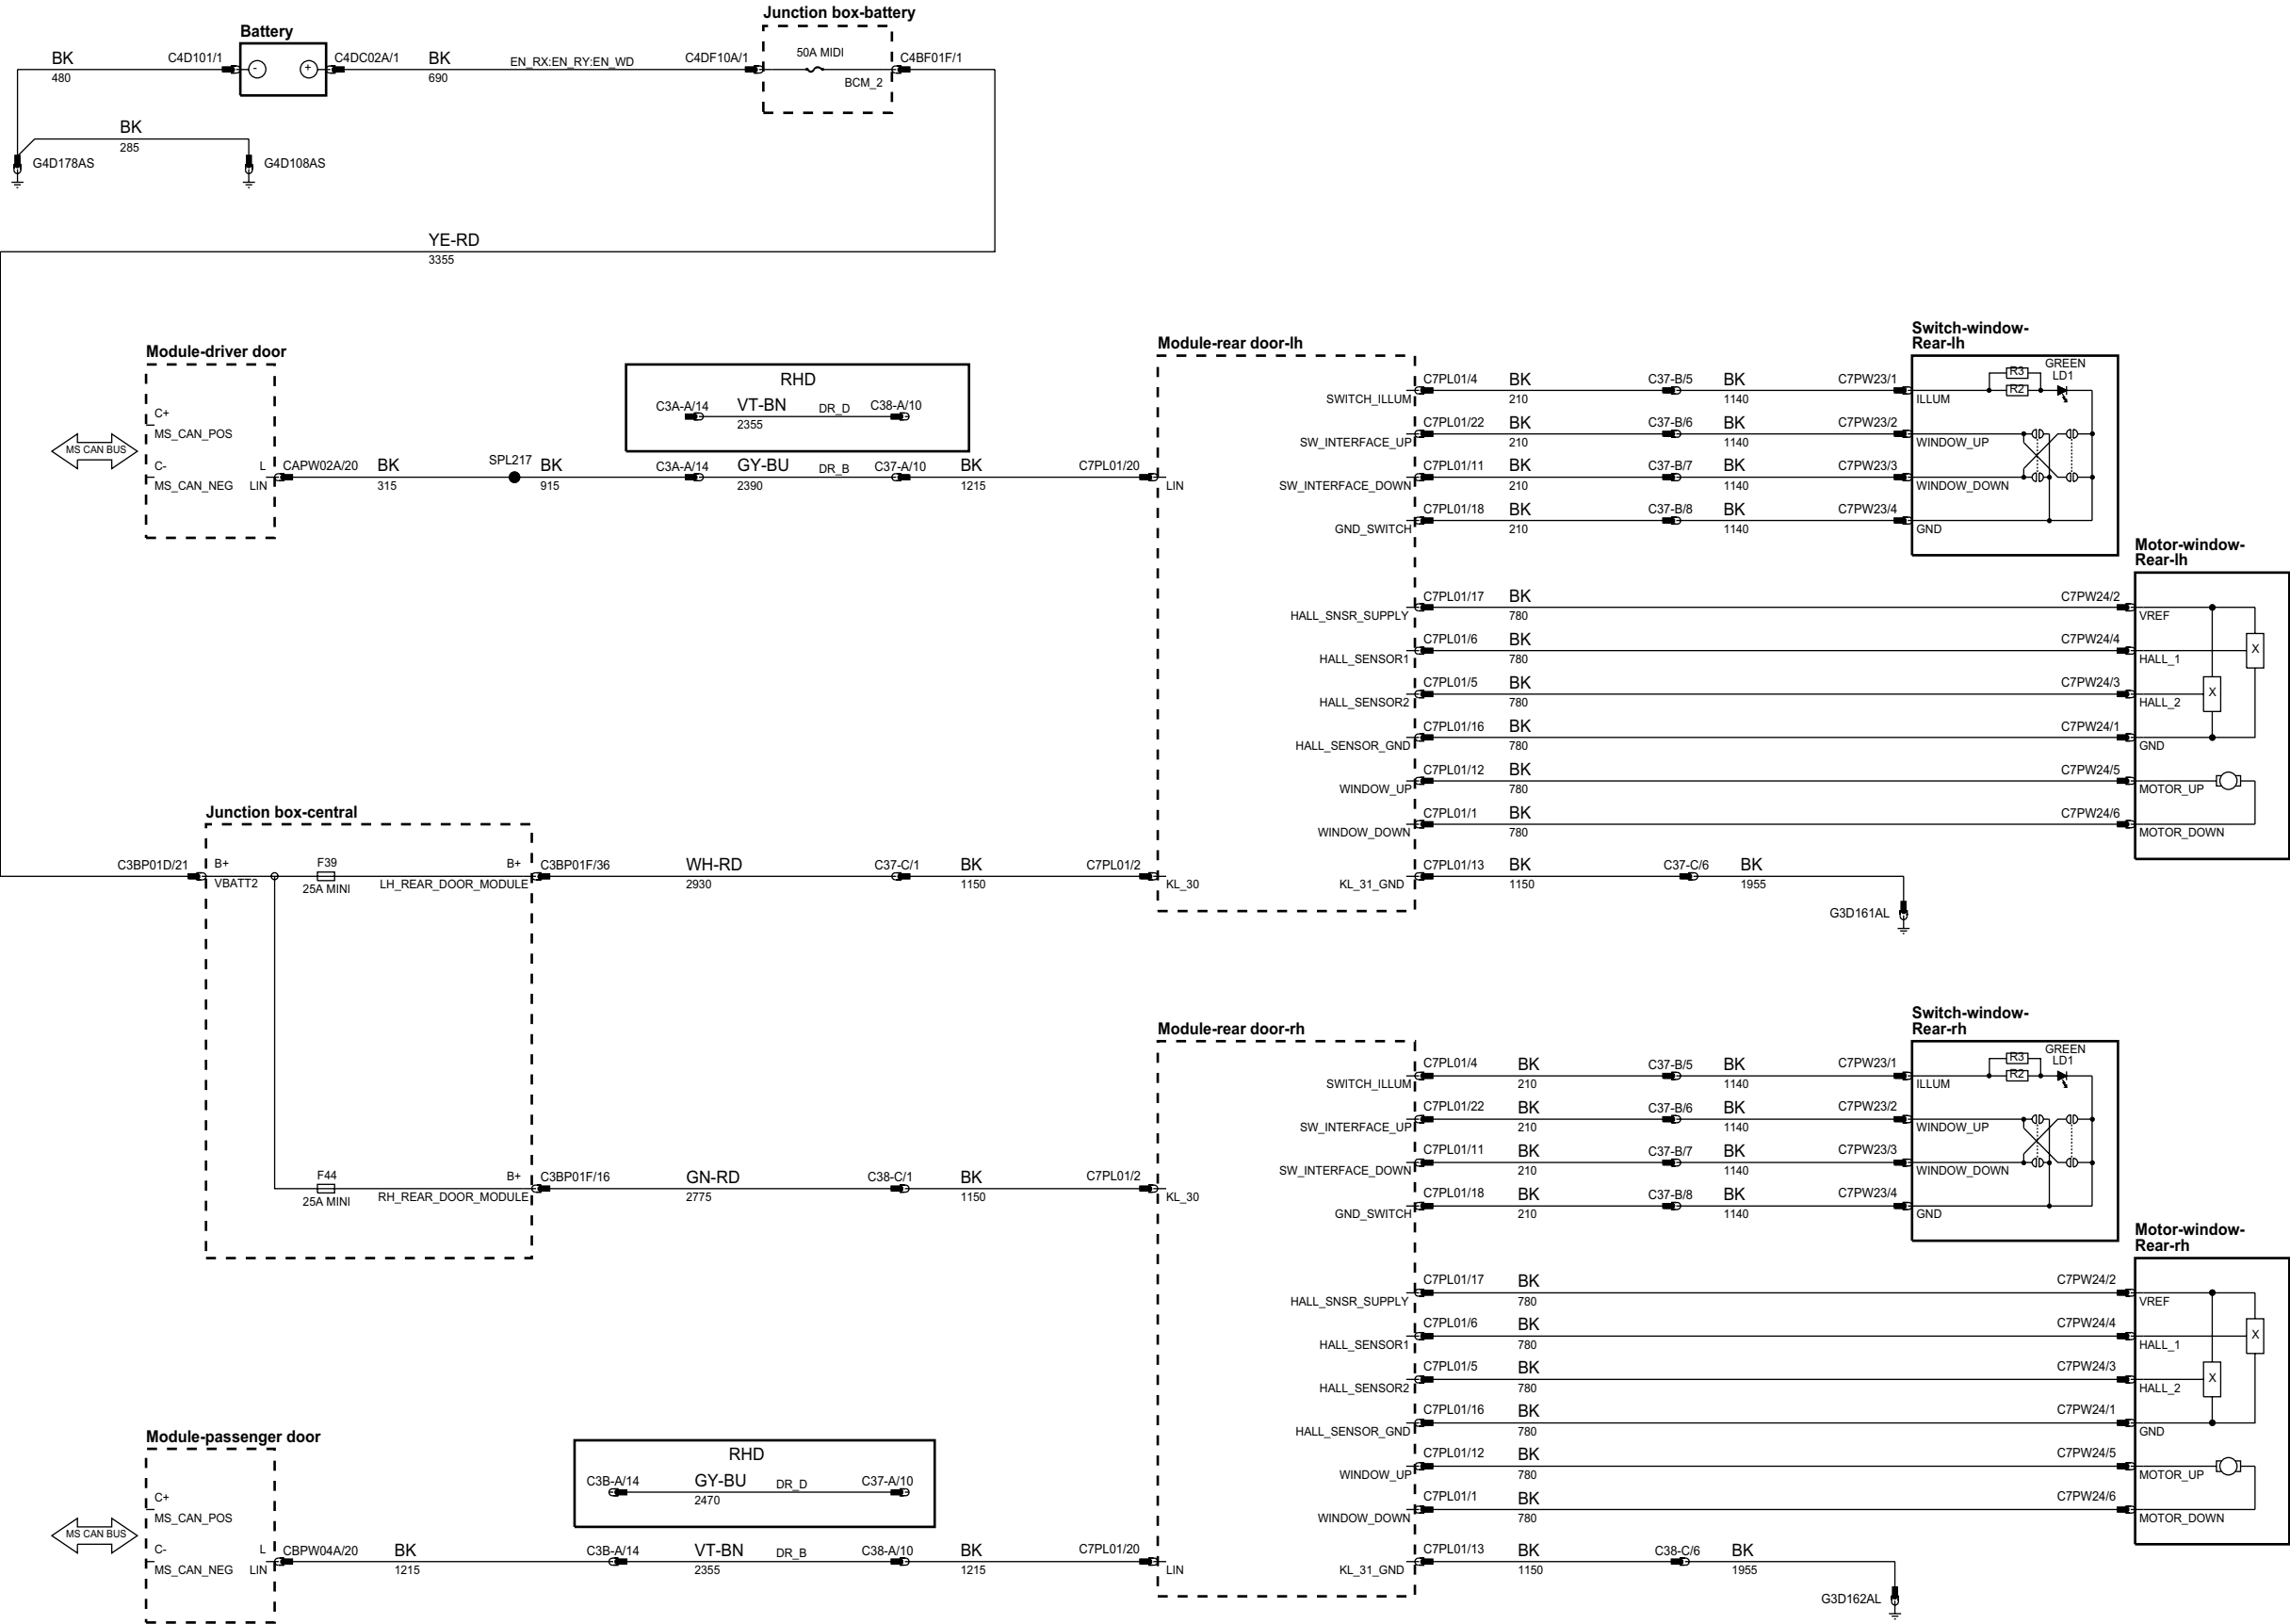 Junction box-battery
Battery
BK
480
C4D101/1
-
+
C4DC02A/1
BK
690
EN_RX:EN_RY:EN_WD
C4DF10A/1
50A MIDI
BCM_2
C4BF01F/1
BK
285
G4D178AS
G4D108AS
YE-RD
3355
Module-driver door
C+
MS_CAN_POS
MS CAN BUS
C-
MS_CAN_NEG
L
LIN
CAPW02A/20
BK
315
SPL217
BK
915
RHD
C3A-A/14
VT-BN
2355
DR_D
C38-A/10
C3A-A/14
GY-BU
2390
DR_B
C37-A/10
BK
1215
C7PL01/20
LIN
Module-rear door-lh
SWITCH_ILLUM
C7PL01/4
BK
210
C37-B/5
BK
1140
C7PW23/1
ILLUM
SW_INTERFACE_UP
C7PL01/22
BK
210
C37-B/6
BK
1140
C7PW23/2
WINDOW_UP
SW_INTERFACE_DOWN
C7PL01/11
BK
210
C37-B/7
BK
1140
C7PW23/3
WINDOW_DOWN
GND_SWITCH
C7PL01/18
BK
210
C37-B/8
BK
1140
C7PW23/4
GND
Switch-window-
Rear-lh
R3
R2
GREEN
LD1
Motor-window-
Rear-lh
HALL_SNSR_SUPPLY
C7PL01/17
BK
780
C7PW24/2
VREF
HALL_SENSOR1
C7PL01/6
BK
780
C7PW24/4
HALL_1
X
HALL_SENSOR2
C7PL01/5
BK
780
C7PW24/3
HALL_2
X
HALL_SENSOR_GND
C7PL01/16
BK
780
C7PW24/1
GND
WINDOW_UP
C7PL01/12
BK
780
C7PW24/5
MOTOR_UP
WINDOW_DOWN
C7PL01/1
BK
780
C7PW24/6
MOTOR_DOWN
Junction box-central
C3BP01D/21
B+
VBATT2
F39
25A MINI
B+
LH_REAR_DOOR_MODULE
C3BP01F/36
WH-RD
2930
C37-C/1
BK
1150
C7PL01/2
KL_30
KL_31_GND
C7PL01/13
BK
1150
C37-C/6
BK
1955
G3D161AL
F44
25A MINI
B+
RH_REAR_DOOR_MODULE
C3BP01F/16
GN-RD
2775
C38-C/1
BK
1150
C7PL01/2
KL_30
Module-rear door-rh
SWITCH_ILLUM
C7PL01/4
BK
210
C37-B/5
BK
1140
C7PW23/1
ILLUM
SW_INTERFACE_UP
C7PL01/22
BK
210
C37-B/6
BK
1140
C7PW23/2
WINDOW_UP
SW_INTERFACE_DOWN
C7PL01/11
BK
210
C37-B/7
BK
1140
C7PW23/3
WINDOW_DOWN
GND_SWITCH
C7PL01/18
BK
210
C37-B/8
BK
1140
C7PW23/4
GND
Switch-window-
Rear-rh
R3
R2
GREEN
LD1
Motor-window-
Rear-rh
HALL_SNSR_SUPPLY
C7PL01/17
BK
780
C7PW24/2
VREF
HALL_SENSOR1
C7PL01/6
BK
780
C7PW24/4
HALL_1
X
HALL_SENSOR2
C7PL01/5
BK
780
C7PW24/3
HALL_2
X
HALL_SENSOR_GND
C7PL01/16
BK
780
C7PW24/1
GND
WINDOW_UP
C7PL01/12
BK
780
C7PW24/5
MOTOR_UP
WINDOW_DOWN
C7PL01/1
BK
780
C7PW24/6
MOTOR_DOWN
Module-passenger door
C+
MS_CAN_POS
MS CAN BUS
C-
MS_CAN_NEG
L
LIN
CBPW04A/20
BK
1215
RHD
C3B-A/14
GY-BU
2470
DR_D
C37-A/10
C3B-A/14
VT-BN
2355
DR_B
C38-A/10
BK
1215
C7PL01/20
LIN
KL_31_GND
C7PL01/13
BK
1150
C38-C/6
BK
1955
G3D162AL